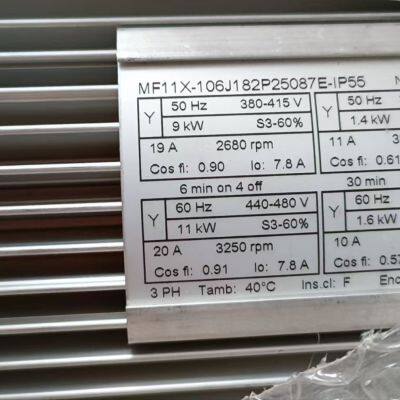 MF11X-106J182P25087E-IP55 N
Y 50 Hz 380-415 V
9 kW S3-60%
19 A 2680 rpm
Cos fi: 0.90 Io: 7.8 A
6 min on 4 off
Y 60 Hz 440-480 V
11 kW S3-60%
20 A 3250 rpm
Cos fi: 0.91 Io: 7.8 A
3 PH Tamb: 40°C Ins.cl: F Enc
Y 50 Hz
1.4 kW
11 A 3
Cos fi: 0.61
30 min
Y 60 Hz
1.6 kW
10 A
Cos fi: 0.57